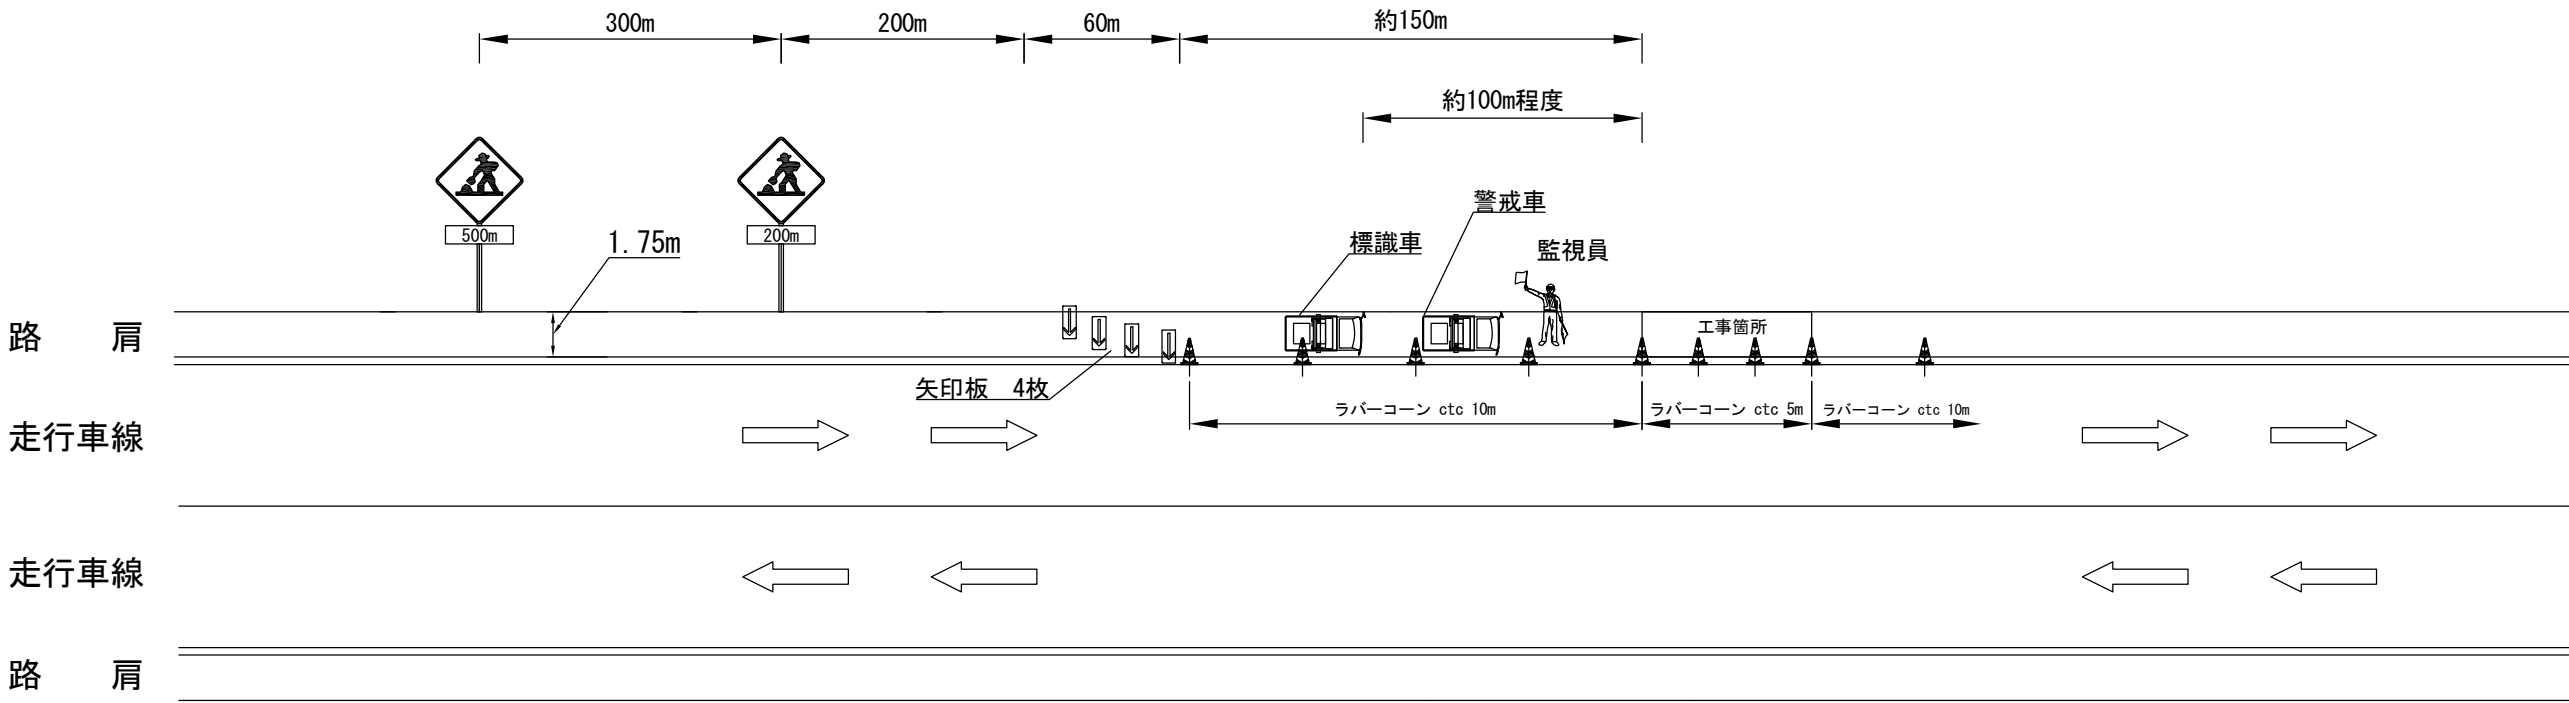 300m
200m
60m
約150m
約100m程度
500m
200m
1.75m
警戒車
標識車
監視員
路　肩
工事箇所
矢印板　4枚
ラバーコーン ctc 10m
ラバーコーン ctc 5m
ラバーコーン ctc 10m
走行車線
走行車線
路　肩